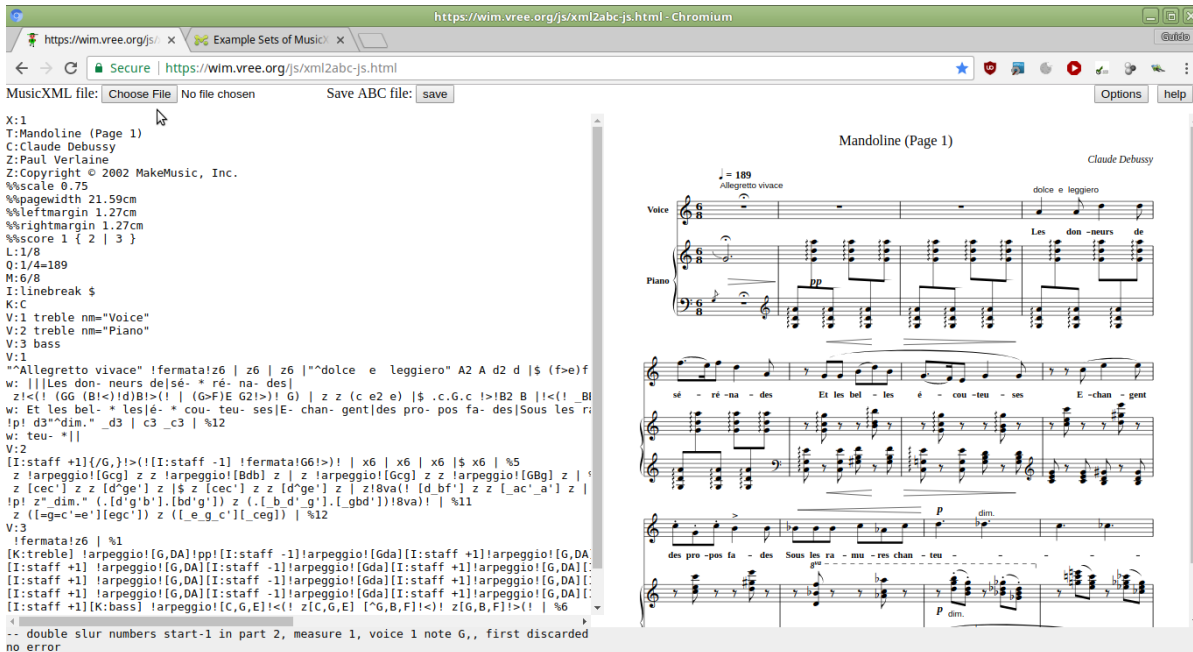 https://wim.vree.org/js/xml2abc-js.html - Chromium
https://wim.vree.org/js/
Example Sets of Music
Guido
Secure https://wim.vree.org/js/xml2abc-js.html
MusicXML file: Choose File No file chosen Save ABC file: save Options help
X:1
T:Mandoline (Page 1)
C:Claude Debussy
Z:Paul Verlaine
Z:Copyright © 2002 MakeMusic, Inc.
%%scale 0.75
%%pagewidth 21.59cm
%%leftmargin 1.27cm
%%rightmargin 1.27cm
%%score 1 { 2 | 3 }
L:1/8
Q:1/4=189
M:6/8
I:linebreak $
K:C
V:1 treble nm="Voice"
V:2 treble nm="Piano"
V:3 bass
V:1
"^Allegretto vivace" !fermata!z6 | z6 | z6 |"^dolce  e  leggiero" A2 A d2 d |$ (f>e)f
w: |||Les don- neurs de|sé- * ré- na- des|
 z!<(! (GG (B!<)!d)B!>(! | (G>F)E G2!>)! G) | z z (c e2 e) |$ .c.G.c !>!B2 B |!<(! _B
w: Et les bel- * les|é- * cou- teu- ses|E- chan- gent|des pro- pos fa- des|Sous les ra
!p! d3"^dim." _d3 | c3 _c3 | %12
w: teu- *||
V:2
[I:staff +1]{/G,}!>(![I:staff -1] !fermata!G6!>)! | x6 | x6 | x6 |$ x6 | %5
 z !arpeggio![Gcg] z z !arpeggio![Bdb] z | z !arpeggio![Gcg] z z !arpeggio![GBg] z |
 z [cec'] z z [d^ge'] z |$ z [cec'] z z [d^ge'] z | z!8va(! [d_bf'] z z [_ac'_a'] z |
!p! z"_dim." (.[d'g'b'].[bd'g']) z (.[_b_d'_g'].[_gbd'])!8va)! | %11
 z ([=g=c'=e'][egc']) z ([_e_g_c'][_ceg]) | %12
V:3
 !fermata!z6 | %1
[K:treble] !arpeggio![G,DA]!pp![I:staff -1]!arpeggio![Gda][I:staff +1]!arpeggio![G,DA]
[I:staff +1] !arpeggio![G,DA][I:staff -1]!arpeggio![Gda][I:staff +1]!arpeggio![G,DA][
[I:staff +1] !arpeggio![G,DA][I:staff -1]!arpeggio![Gda][I:staff +1]!arpeggio![G,DA][
[I:staff +1] !arpeggio![G,DA][I:staff -1]!arpeggio![Gda][I:staff +1]!arpeggio![G,DA][
[I:staff +1][K:bass] !arpeggio![C,G,E]!<(! z[C,G,E] [^G,B,F]!<)! z[G,B,F]!>(! | %6
-- double slur numbers start-1 in part 2, measure 1, voice 1 note G,, first discarded
no error
Mandoline (Page 1)
Claude Debussy
= 189
Allegretto vivace
dolce e leggiero
Voice
6
8
Les don - neurs de
Piano
6
8
pp
6
8
sé - ré - na - des Et les bel - les é - cou - teu - ses E - chan - gent
p
dim.
des pro - pos fa - des Sous les ra - mu - res chan - teu -
8va
p dim.